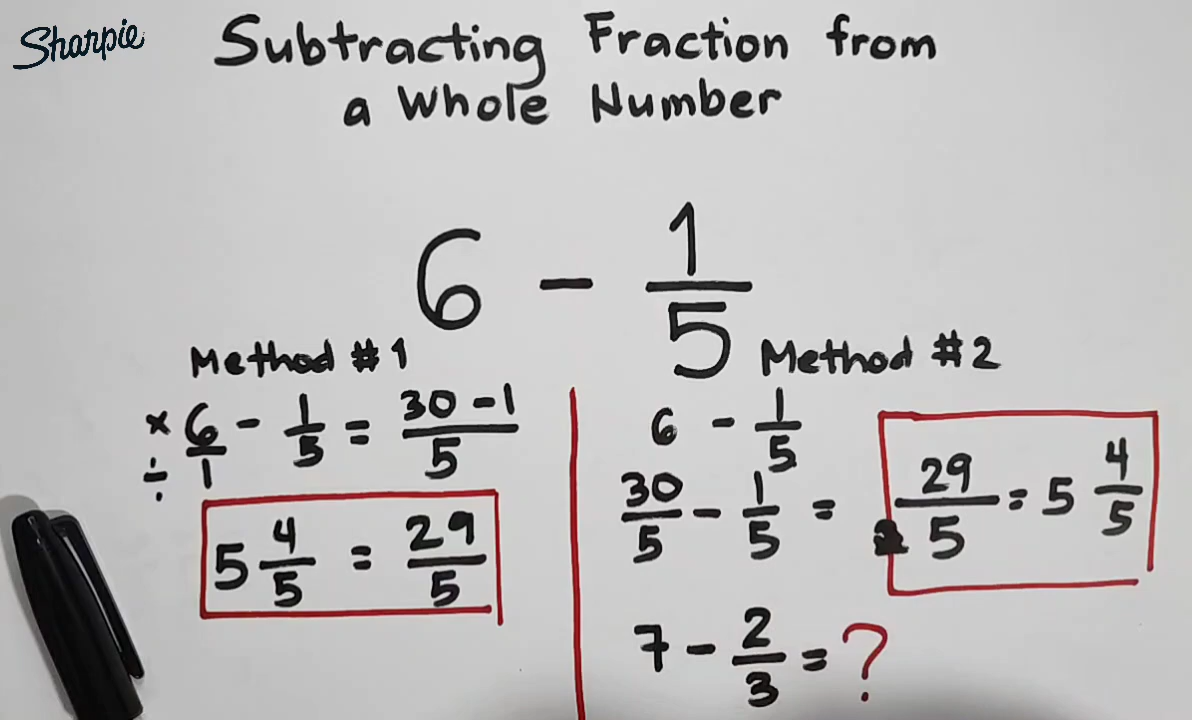 Sharpie
Subtracting Fraction from
a Whole Number
6 - 1/5
Method #1
× 6/1 - 1/5 = 30-1/5
÷
5 4/5 = 29/5
Method #2
6 - 1/5
30/5 - 1/5 = 29/5 = 5 4/5
7 - 2/3 = ?